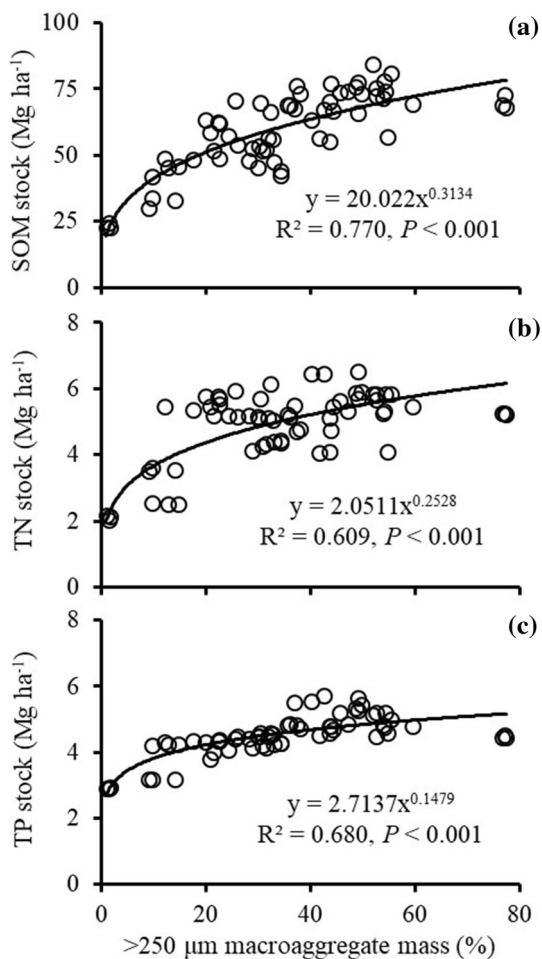 (a)
100
75
50
25
0
SOM stock (Mg ha⁻¹)
y = 20.022x^0.3134
R² = 0.770, P < 0.001
(b)
8
6
4
2
0
TN stock (Mg ha⁻¹)
y = 2.0511x^0.2528
R² = 0.609, P < 0.001
(c)
8
6
4
2
0
TP stock (Mg ha⁻¹)
y = 2.7137x^0.1479
R² = 0.680, P < 0.001
0 20 40 60 80
>250 μm macroaggregate mass (%)